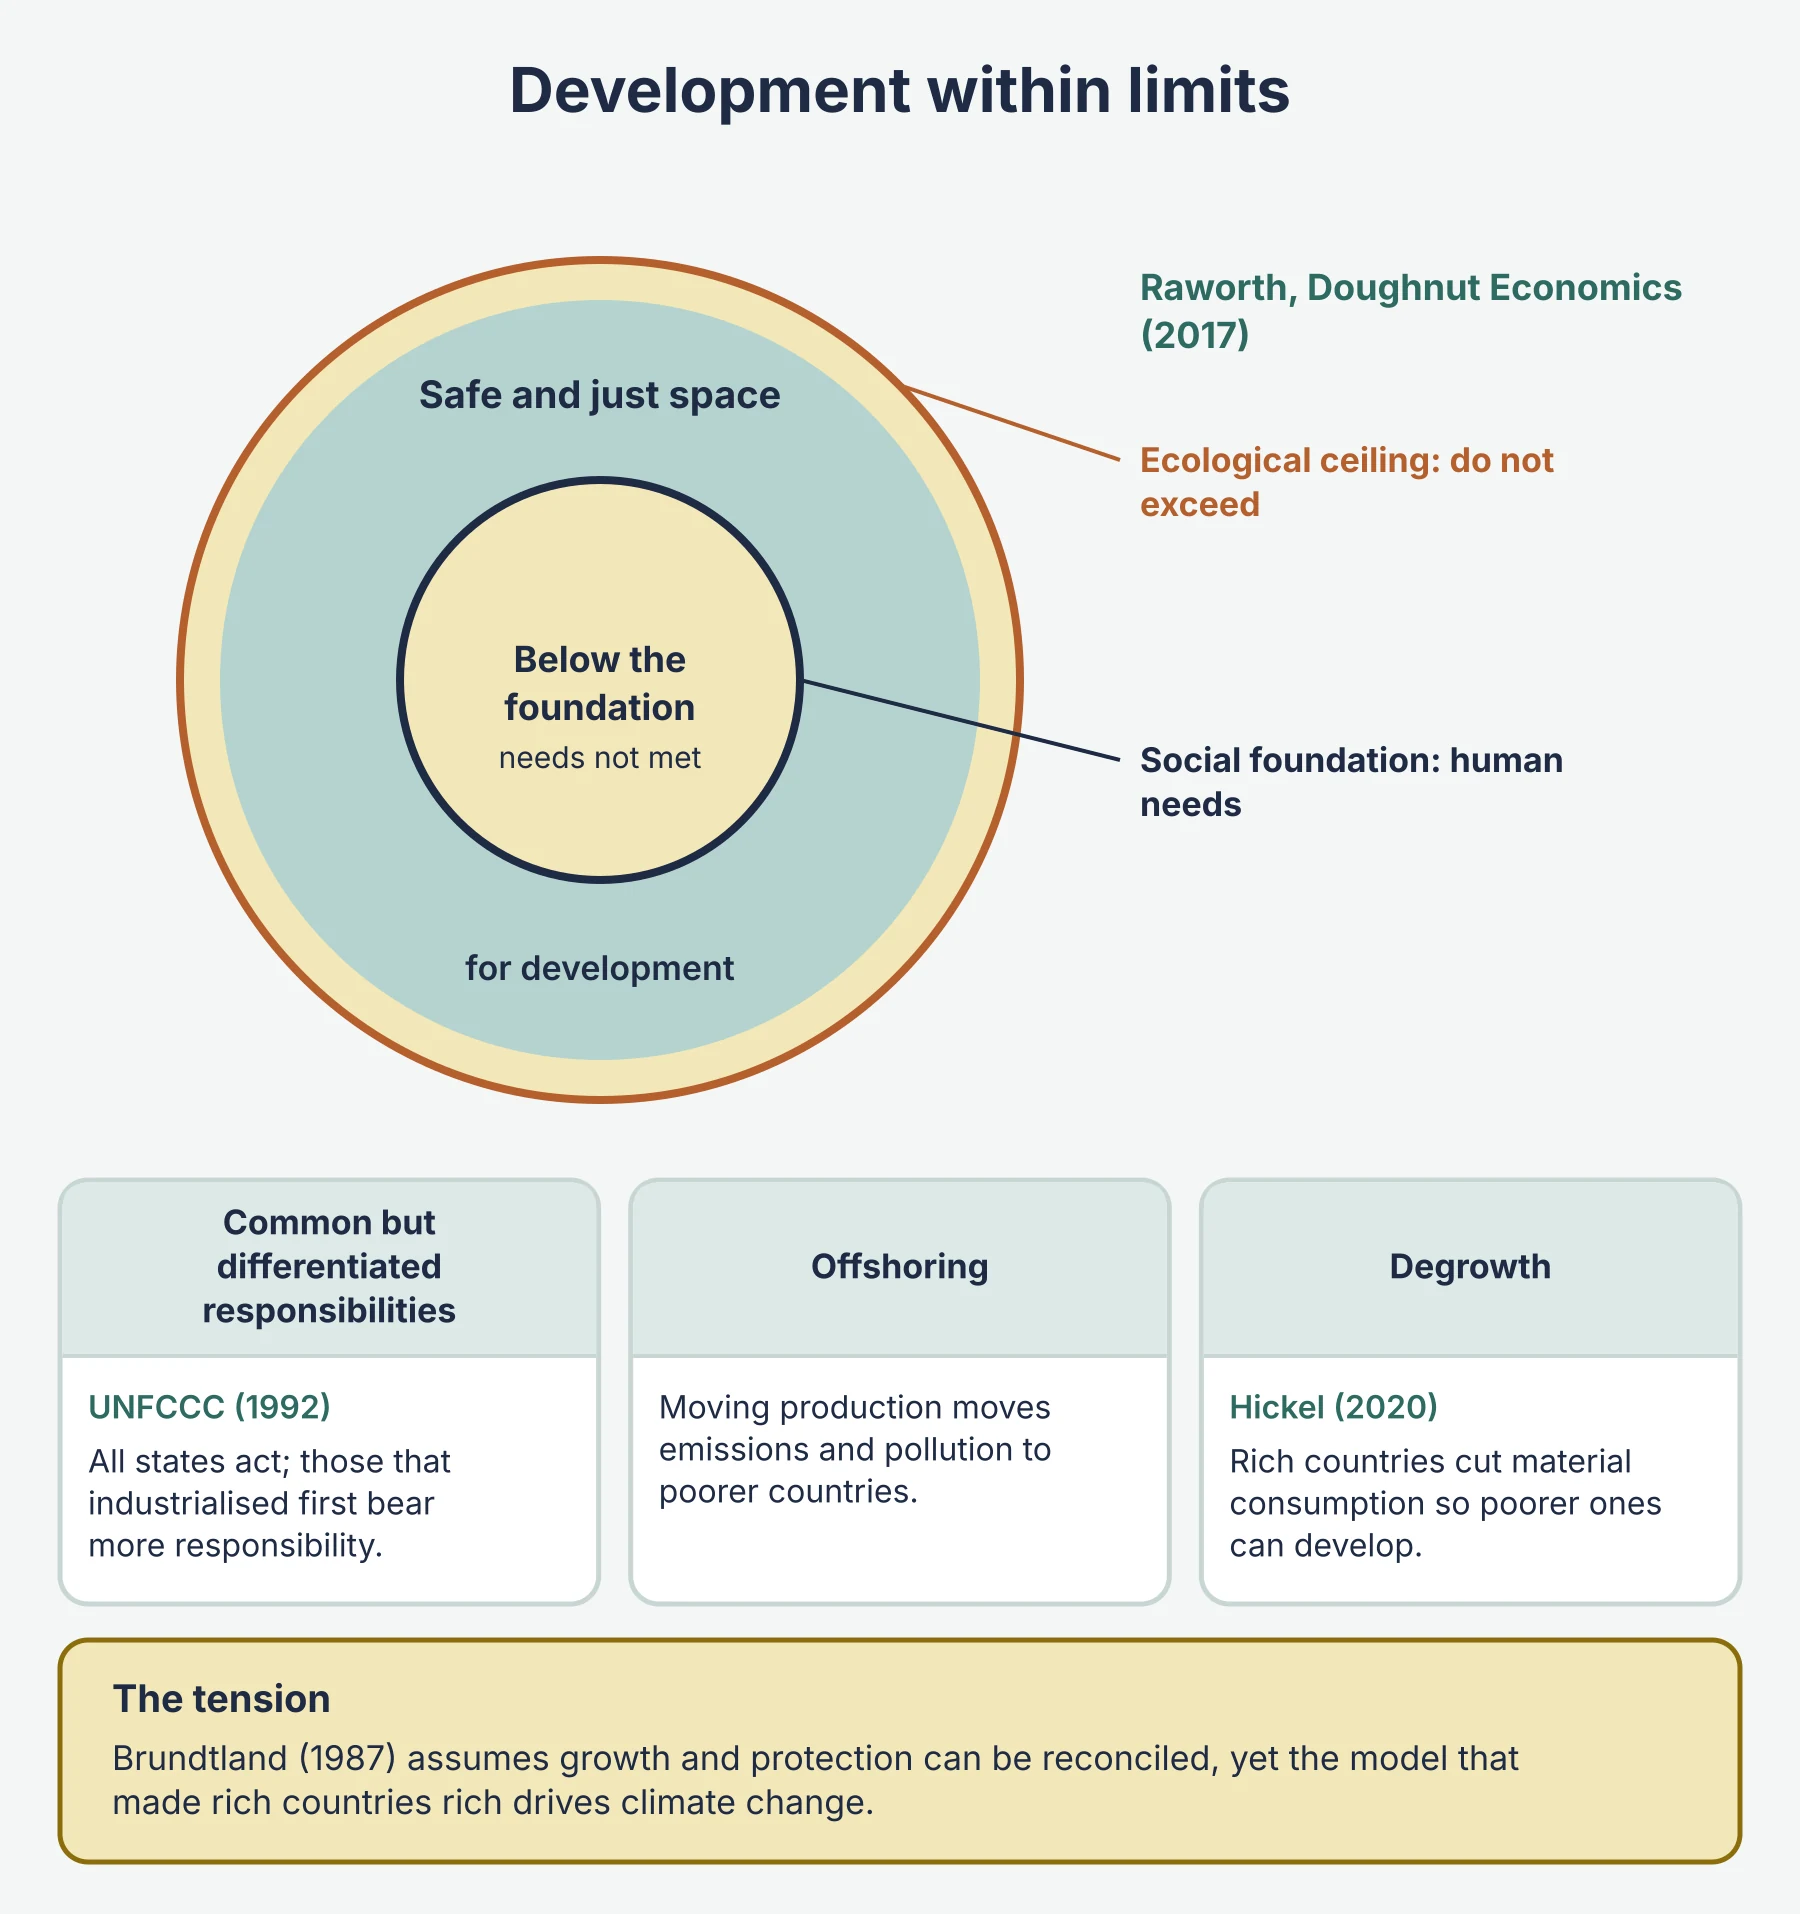 Development within limits
Raworth, Doughnut Economics
(2017)
Safe and just space
Ecological ceiling: do not
exceed
Below the
foundation
needs not met
Social foundation: human
needs
for development
Common but
differentiated
responsibilities
UNFCCC (1992)
All states act; those that
industrialised first bear
more responsibility.
Offshoring
Moving production moves
emissions and pollution to
poorer countries.
Degrowth
Hickel (2020)
Rich countries cut material
consumption so poorer ones
can develop.
The tension
Brundtland (1987) assumes growth and protection can be reconciled, yet the model that
made rich countries rich drives climate change.